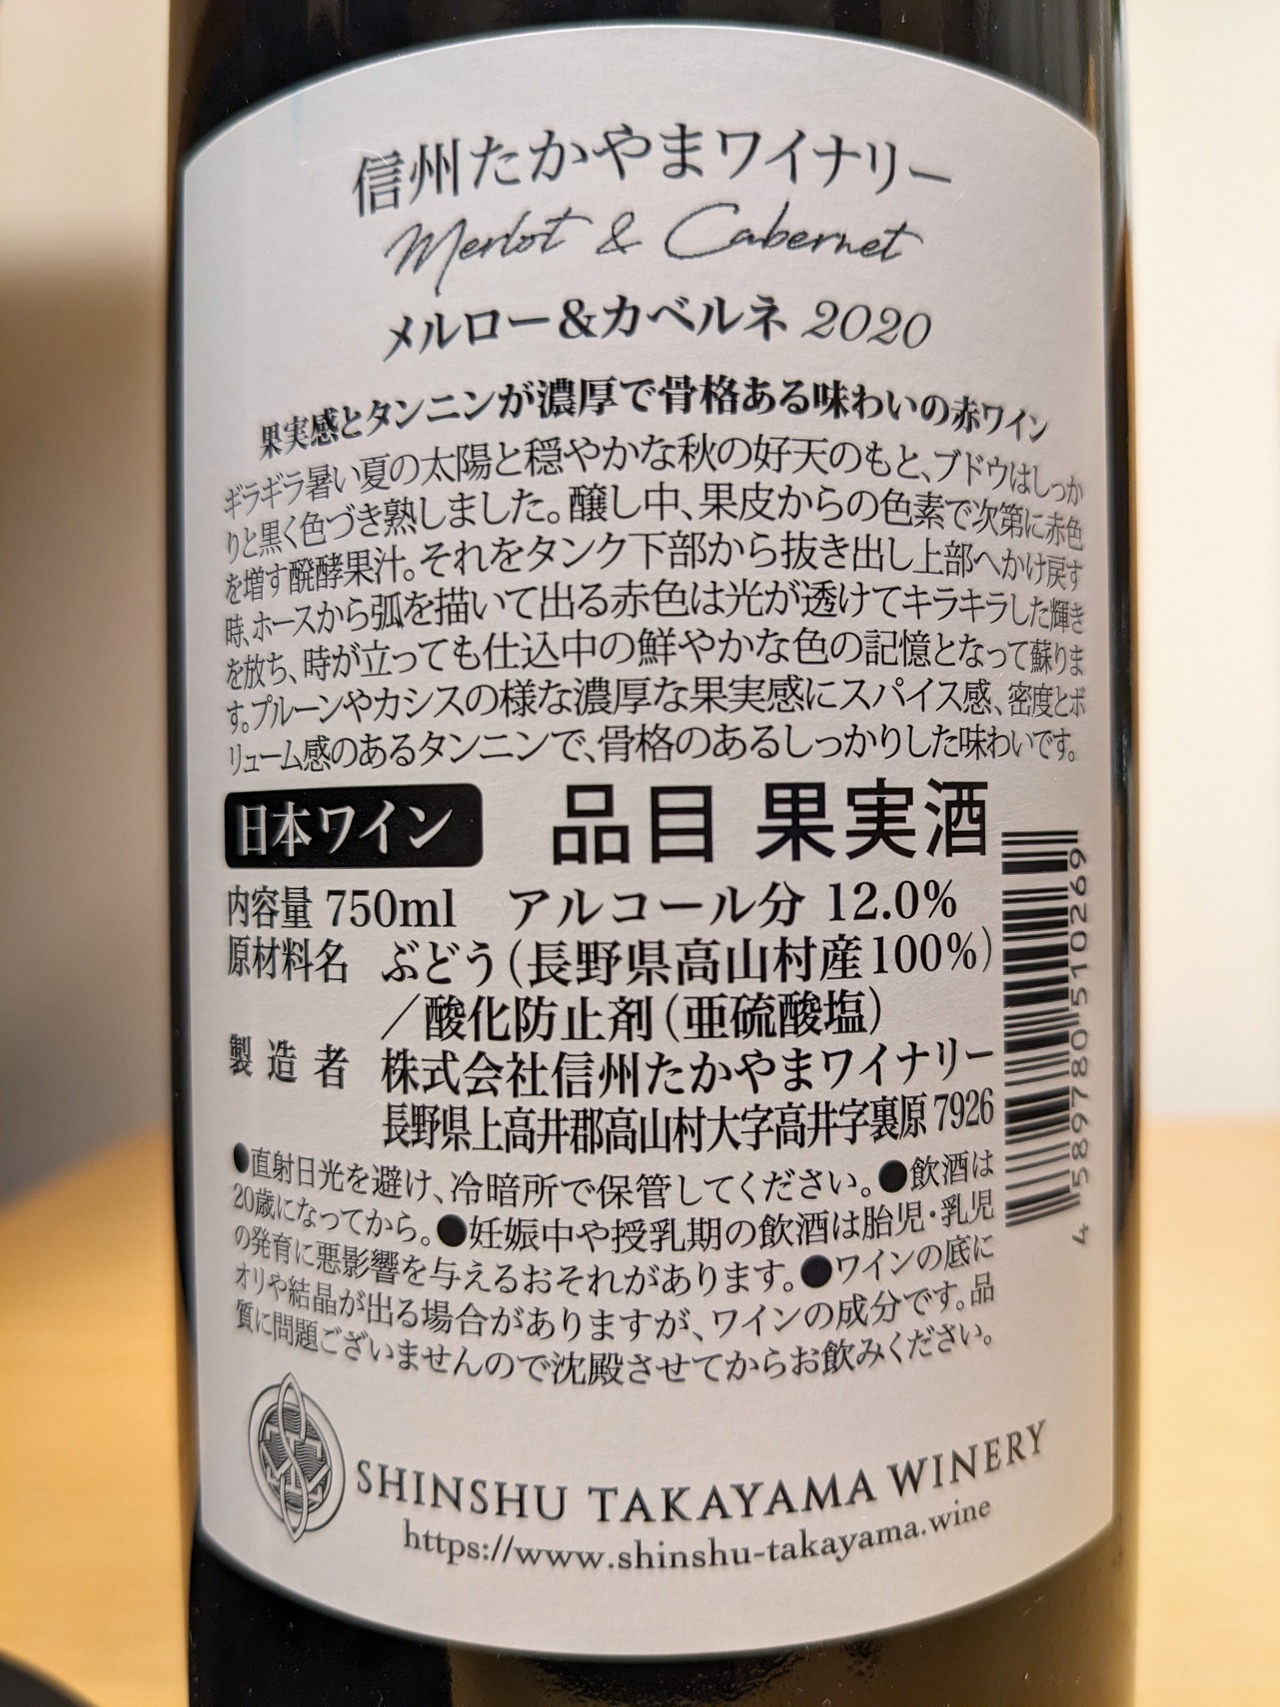 信州たかやまワイナリー
Merlot & Cabernet
メルロー&カベルネ 2020
果実感とタンニンが濃厚で骨格ある味わいの赤ワイン
ギラギラ暑い夏の太陽と穏やかな秋の好天のもと、ブドウはしっか
りと黒く色づき熟しました。醸し中、果皮からの色素で次第に赤色
を増す醗酵果汁。それをタンク下部から抜き出し上部へかけ戻す
時、ホースから弧を描いて出る赤色は光が透けてキラキラした輝き
を放ち、時が立っても仕込中の鮮やかな色の記憶となって蘇りま
す。プルーンやカシスの様な濃厚な果実感にスパイス感、密度とボ
リューム感のあるタンニンで、骨格のあるしっかりした味わいです。
日本ワイン 品目 果実酒
内容量 750ml アルコール分 12.0%
原材料名 ぶどう(長野県高山村産100%)
/酸化防止剤(亜硫酸塩)
製造者 株式会社信州たかやまワイナリー
長野県上高井郡高山村大字高井字裏原7926
●直射日光を避け、冷暗所で保管してください。●飲酒は
20歳になってから。●妊娠中や授乳期の飲酒は胎児・乳児
の発育に悪影響を与えるおそれがあります。●ワインの底に
オリや結晶が出る場合がありますが、ワインの成分です。品
質に問題ございませんので沈殿させてからお飲みください。
4 589780 510269
SHINSHU TAKAYAMA WINERY
https://www.shinshu-takayama.wine